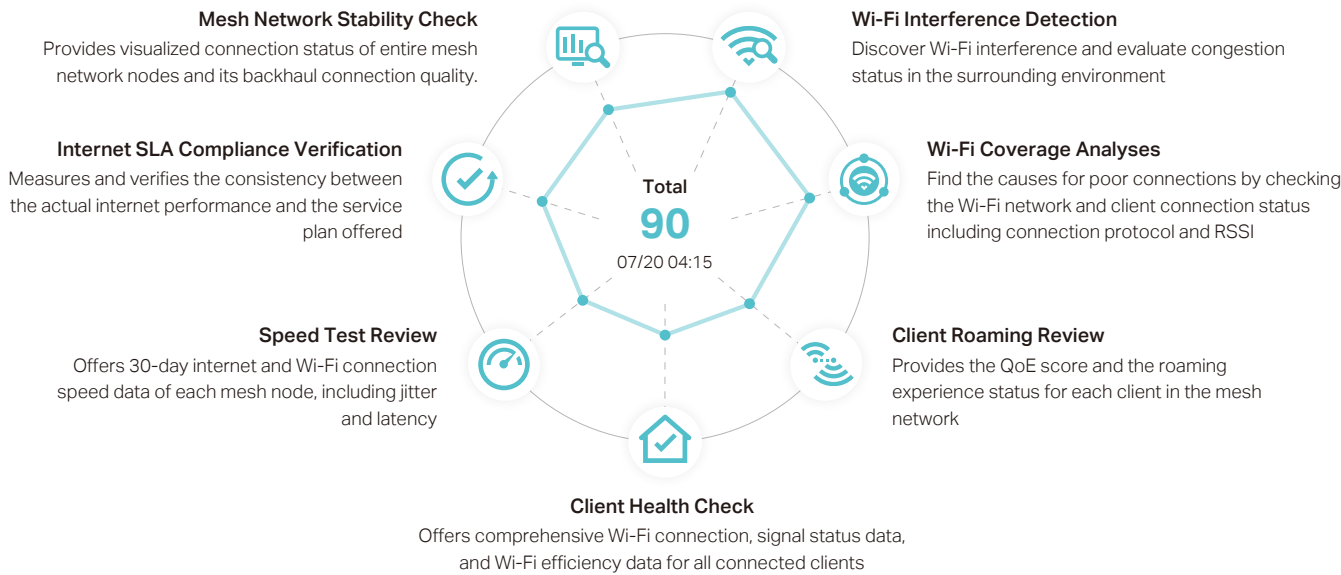 Mesh Network Stability Check
Provides visualized connection status of entire mesh
network nodes and its backhaul connection quality.
Wi-Fi Interference Detection
Discover Wi-Fi interference and evaluate congestion
status in the surrounding environment
Internet SLA Compliance Verification
Measures and verifies the consistency between
the actual internet performance and the service
plan offered
Total
90
07/20 04:15
Wi-Fi Coverage Analyses
Find the causes for poor connections by checking
the Wi-Fi network and client connection status
including connection protocol and RSSI
Speed Test Review
Offers 30-day internet and Wi-Fi connection
speed data of each mesh node, including jitter
and latency
Client Roaming Review
Provides the QoE score and the roaming
experience status for each client in the mesh
network
Client Health Check
Offers comprehensive Wi-Fi connection, signal status data,
and Wi-Fi efficiency data for all connected clients